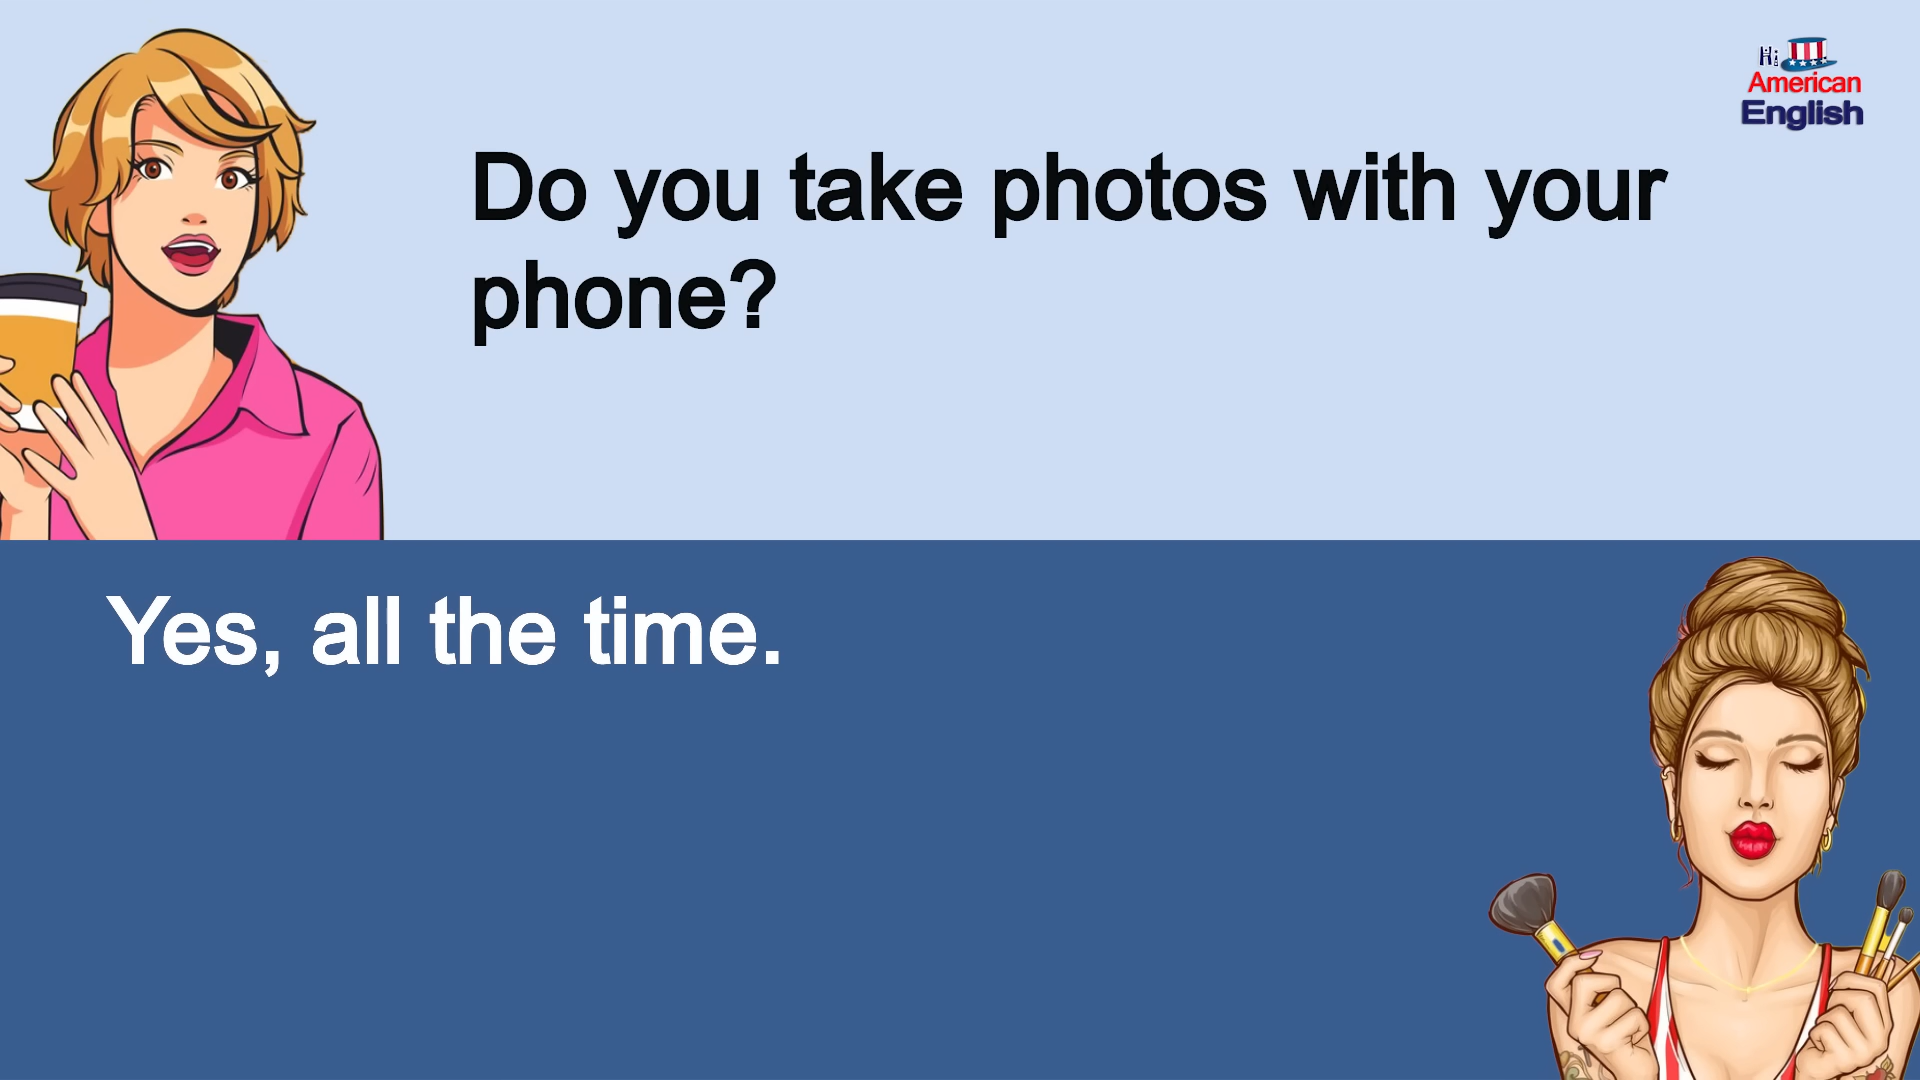 Hi
American
English
Do you take photos with your
phone?
Yes, all the time.